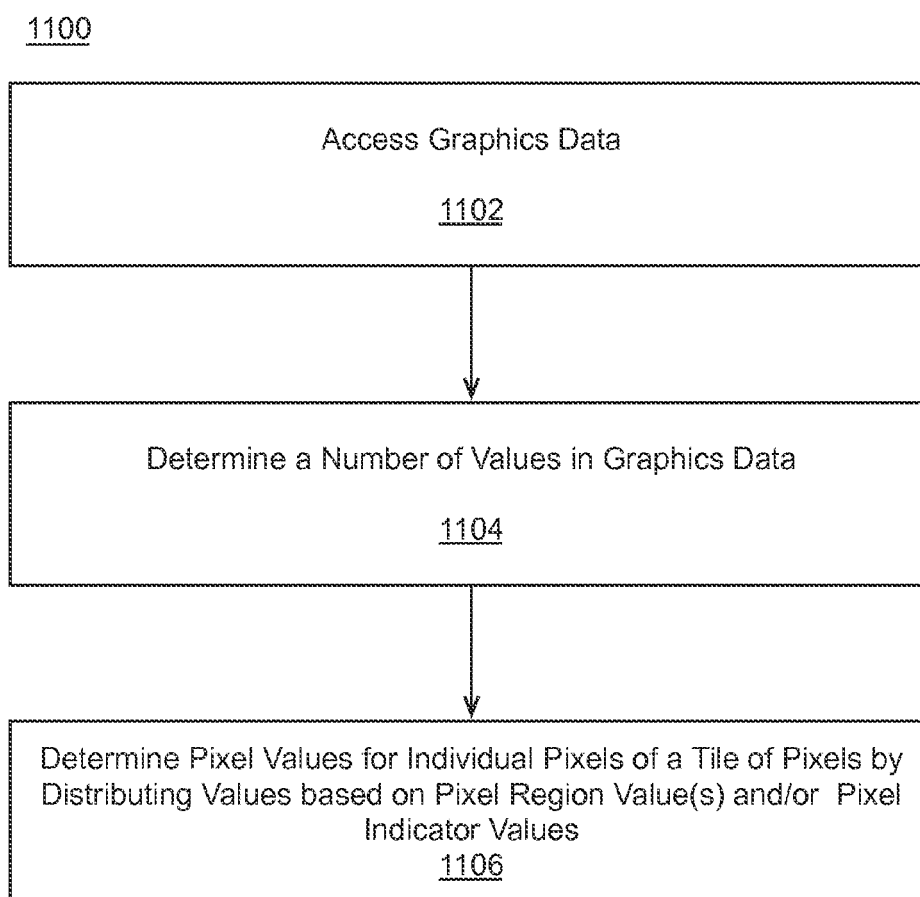 1100
Access Graphics Data
1102
Determine a Number of Values in Graphics Data
1104
Determine Pixel Values for Individual Pixels of a Tile of Pixels by
Distributing Values based on Pixel Region Value(s) and/or Pixel
Indicator Values
1106